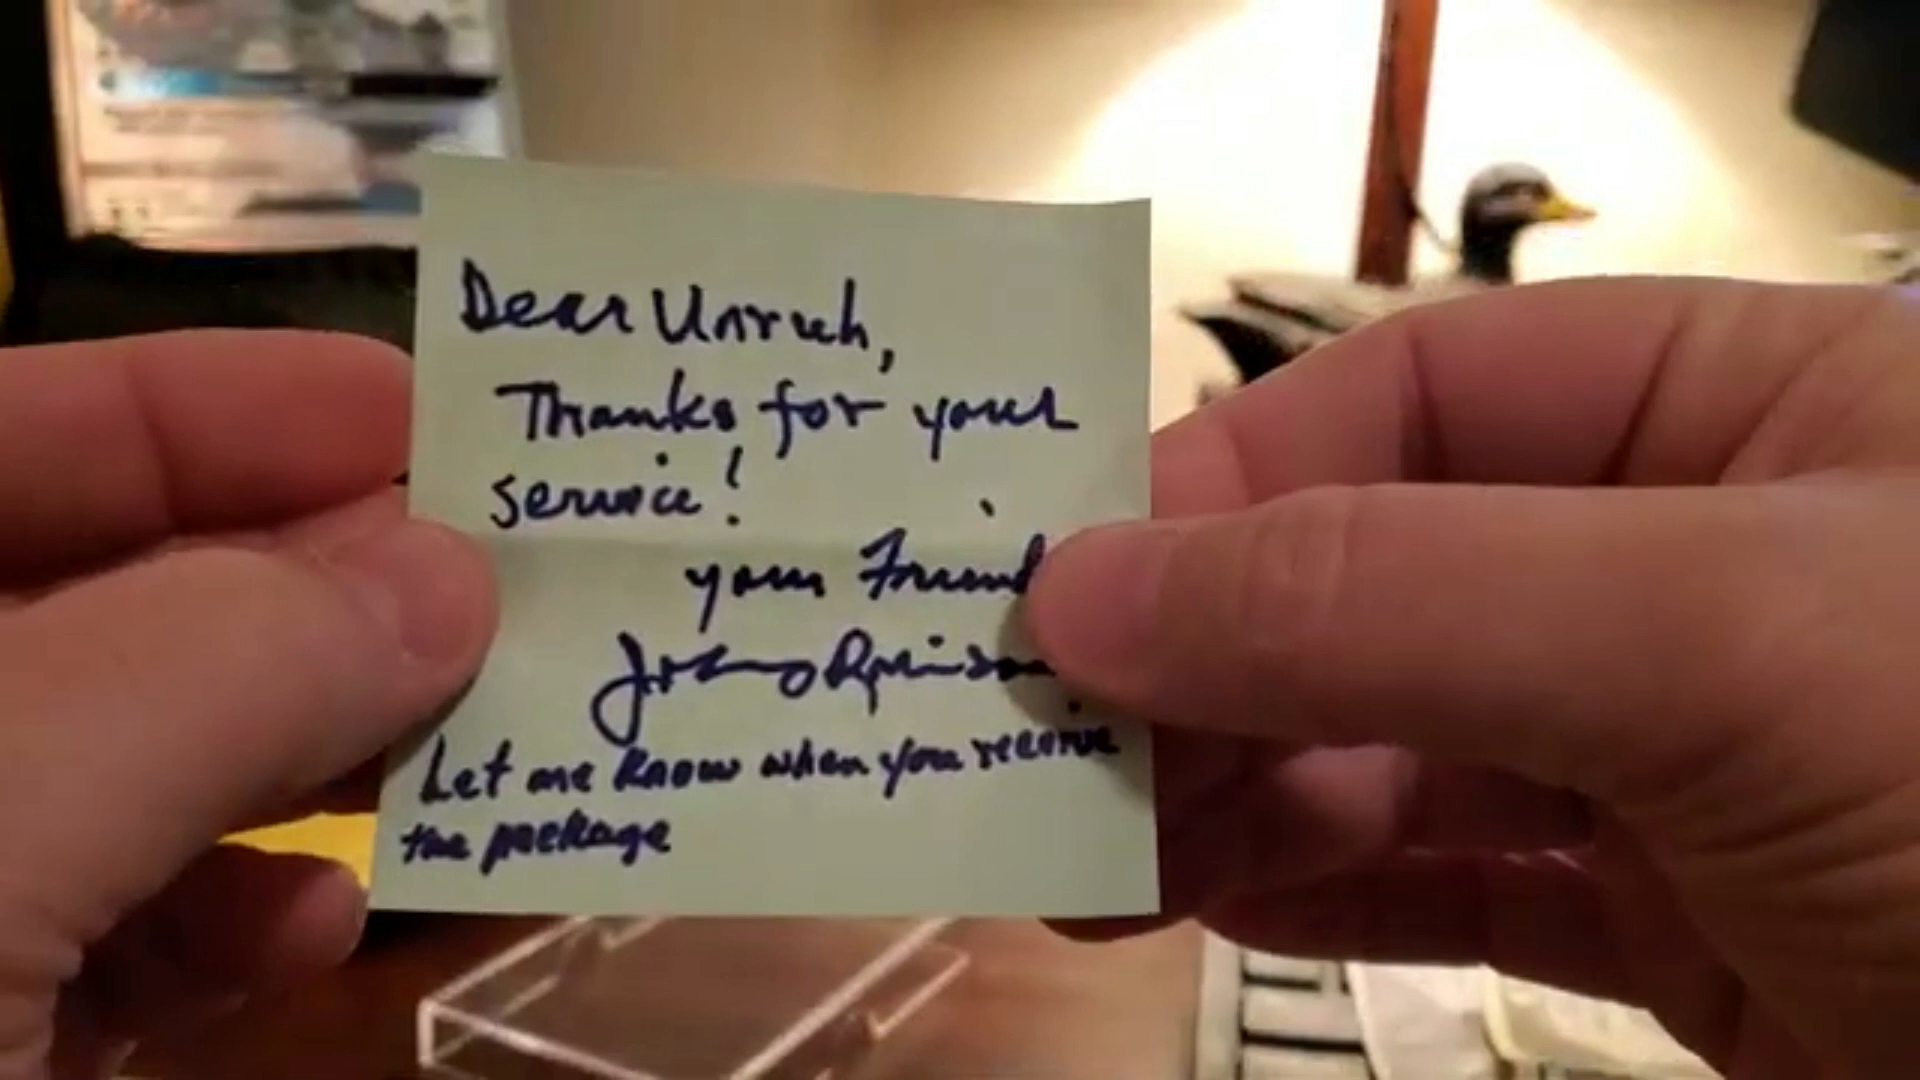 Dear Unruh,
Thanks for your
service!
your Friend
Let me know when you receive
the package